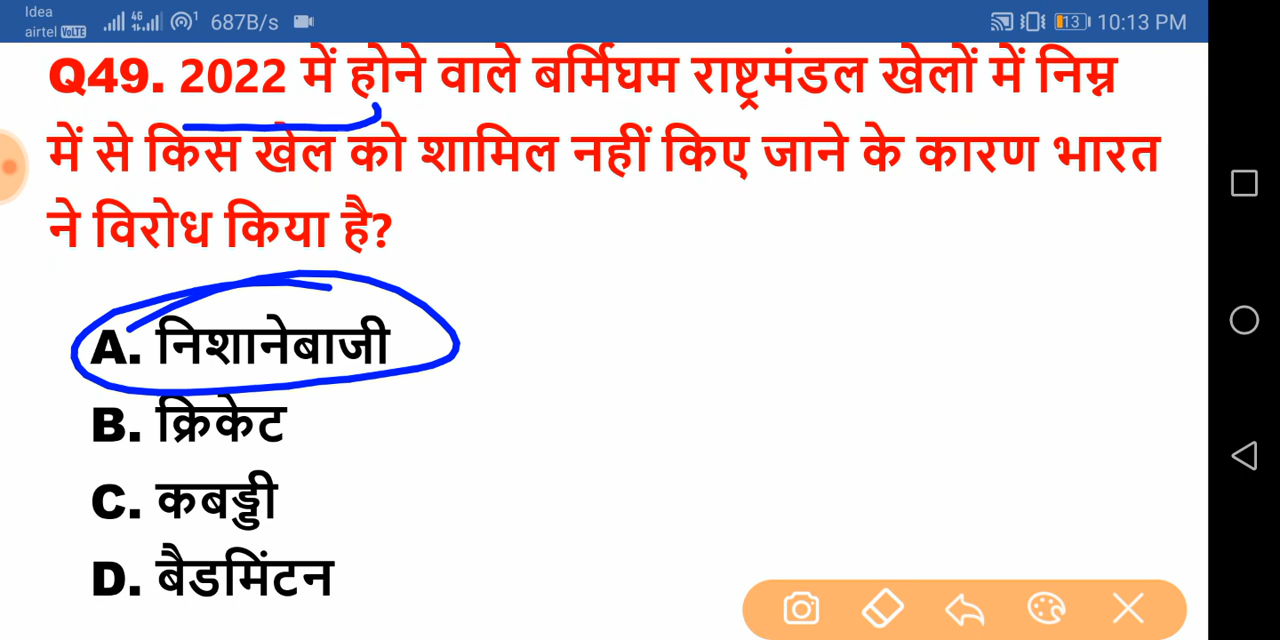 Idea
airtel VoLTE 4G 1 687B/s 13 10:13 PM
Q49. 2022 में होने वाले बर्मिघम राष्ट्रमंडल खेलों में निम्न
में से किस खेल को शामिल नहीं किए जाने के कारण भारत
ने विरोध किया है?
A. निशानेबाजी
B. क्रिकेट
C. कबड्डी
D. बैडमिंटन